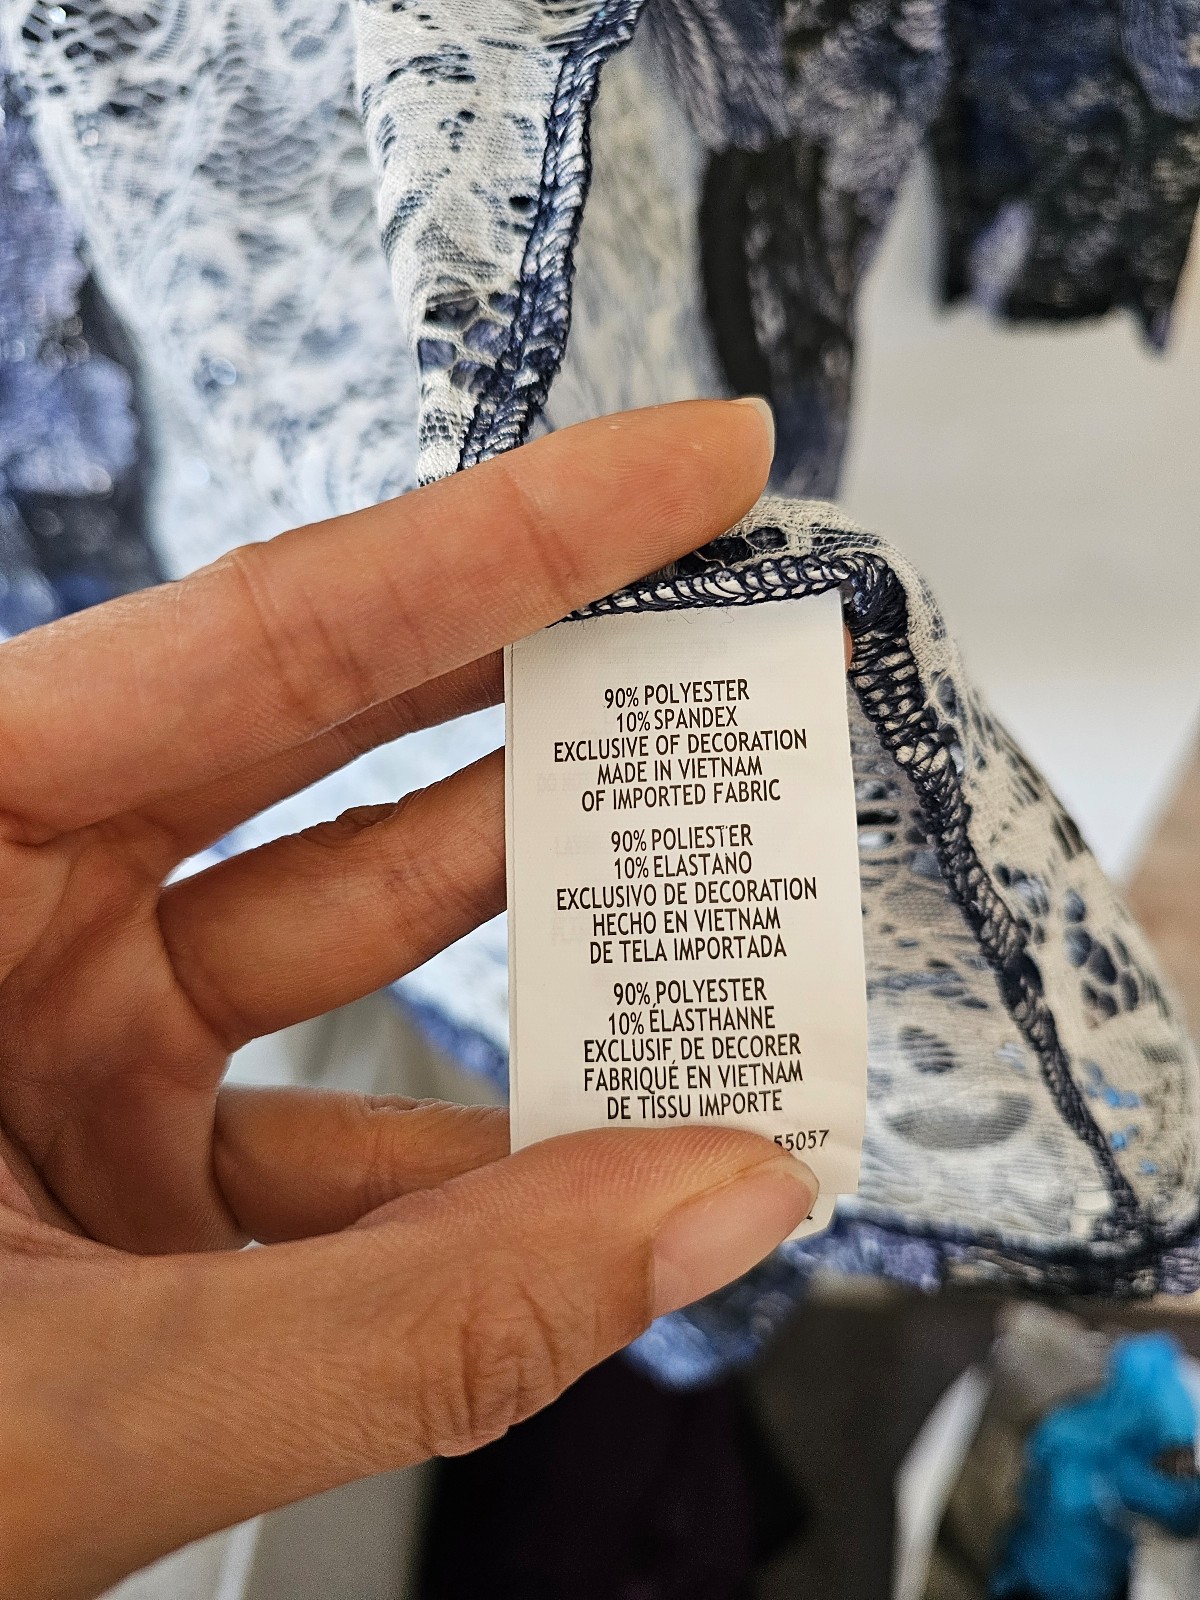 90% POLYESTER
10% SPANDEX
EXCLUSIVE OF DECORATION
MADE IN VIETNAM
OF IMPORTED FABRIC
90% POLIESTER
10% ELASTANO
EXCLUSIVO DE DECORATION
HECHO EN VIETNAM
DE TELA IMPORTADA
90% POLYESTER
10% ÉLASTHANNE
EXCLUSIF DE DECORER
FABRIQUÉ EN VIETNAM
DE TISSU IMPORTE
55057